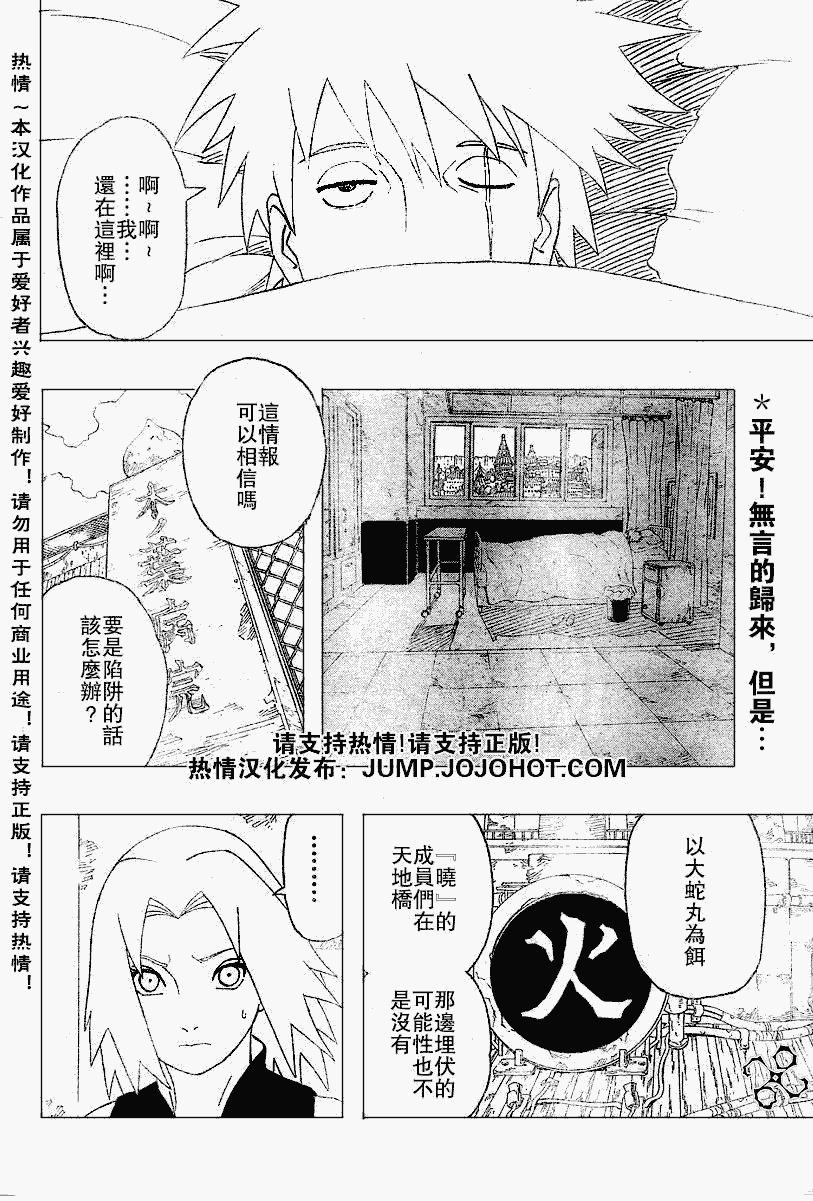 热情~本汉化作品属于爱好者兴趣爱好制作！请勿用于任何商业用途！请支持正版！请支持热情！
啊~啊~
……我…
還在這裡啊…
＊平安！無言的歸來，但是…
這情報
可以相信嗎
木ノ葉病院
要是陷阱的話
該怎麼辦？
请支持热情!请支持正版!
热情汉化发布：JUMP.JOJOHOT.COM
以大蛇丸為餌
火
『曉』的
成員們在
天地橋
那邊埋伏的
可能性也不
是沒有
………